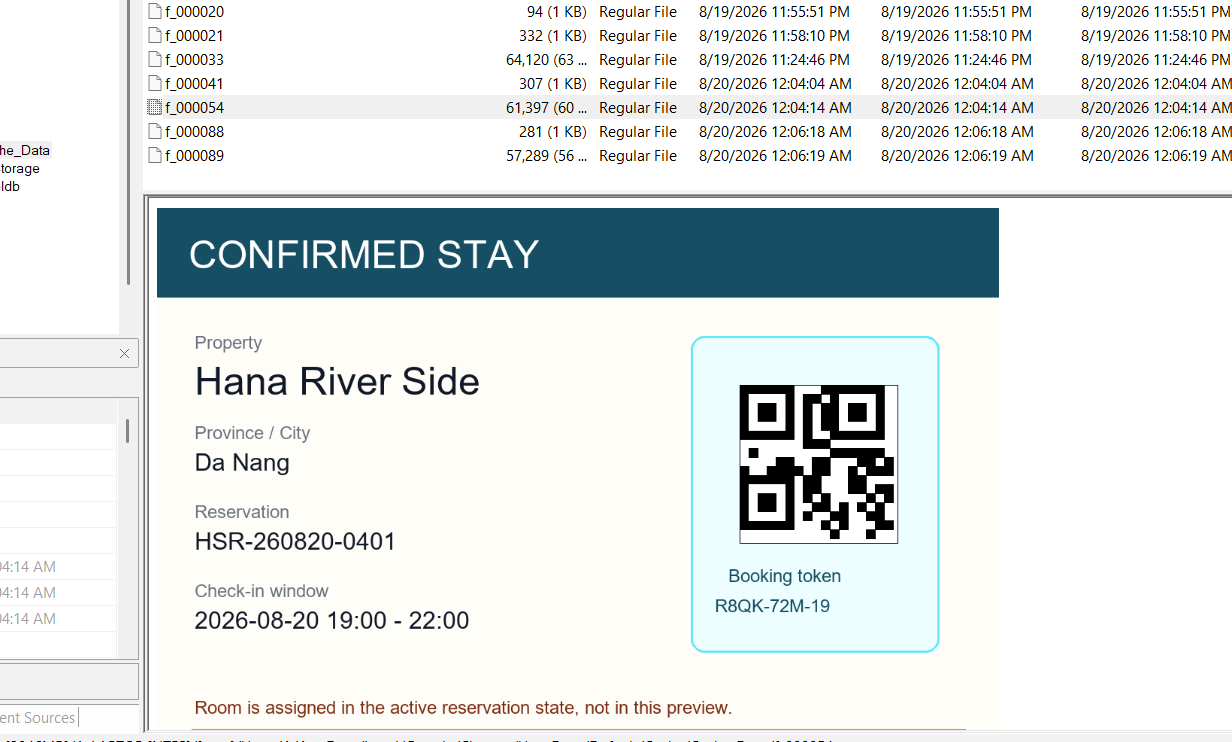 f_000020 94 (1 KB) Regular File 8/19/2026 11:55:51 PM 8/19/2026 11:55:51 PM 8/19/2026 11:55:51 PM
f_000021 332 (1 KB) Regular File 8/19/2026 11:58:10 PM 8/19/2026 11:58:10 PM 8/19/2026 11:58:10 PM
f_000033 64,120 (63 ... Regular File 8/19/2026 11:24:46 PM 8/19/2026 11:24:46 PM 8/19/2026 11:24:46 PM
f_000041 307 (1 KB) Regular File 8/20/2026 12:04:04 AM 8/20/2026 12:04:04 AM 8/20/2026 12:04:04 AM
f_000054 61,397 (60 ... Regular File 8/20/2026 12:04:14 AM 8/20/2026 12:04:14 AM 8/20/2026 12:04:14 AM
f_000088 281 (1 KB) Regular File 8/20/2026 12:06:18 AM 8/20/2026 12:06:18 AM 8/20/2026 12:06:18 AM
f_000089 57,289 (56 ... Regular File 8/20/2026 12:06:19 AM 8/20/2026 12:06:19 AM 8/20/2026 12:06:19 AM
he_Data
torage
ldb
04:14 AM
04:14 AM
04:14 AM
ent Sources
CONFIRMED STAY
Property
Hana River Side
Province / City
Da Nang
Reservation
HSR-260820-0401
Check-in window
2026-08-20 19:00 - 22:00
Booking token
R8QK-72M-19
Room is assigned in the active reservation state, not in this preview.